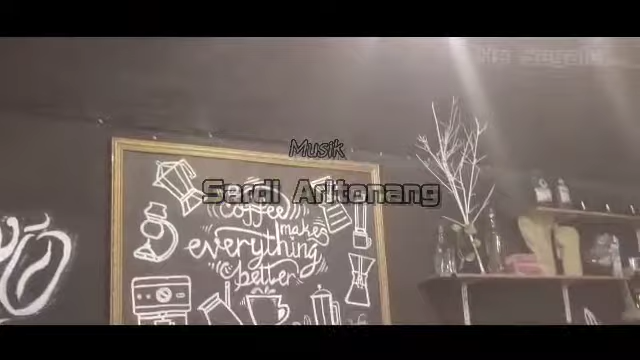 Musik
Sardi Aritonang
Coffee
makes
everything
better